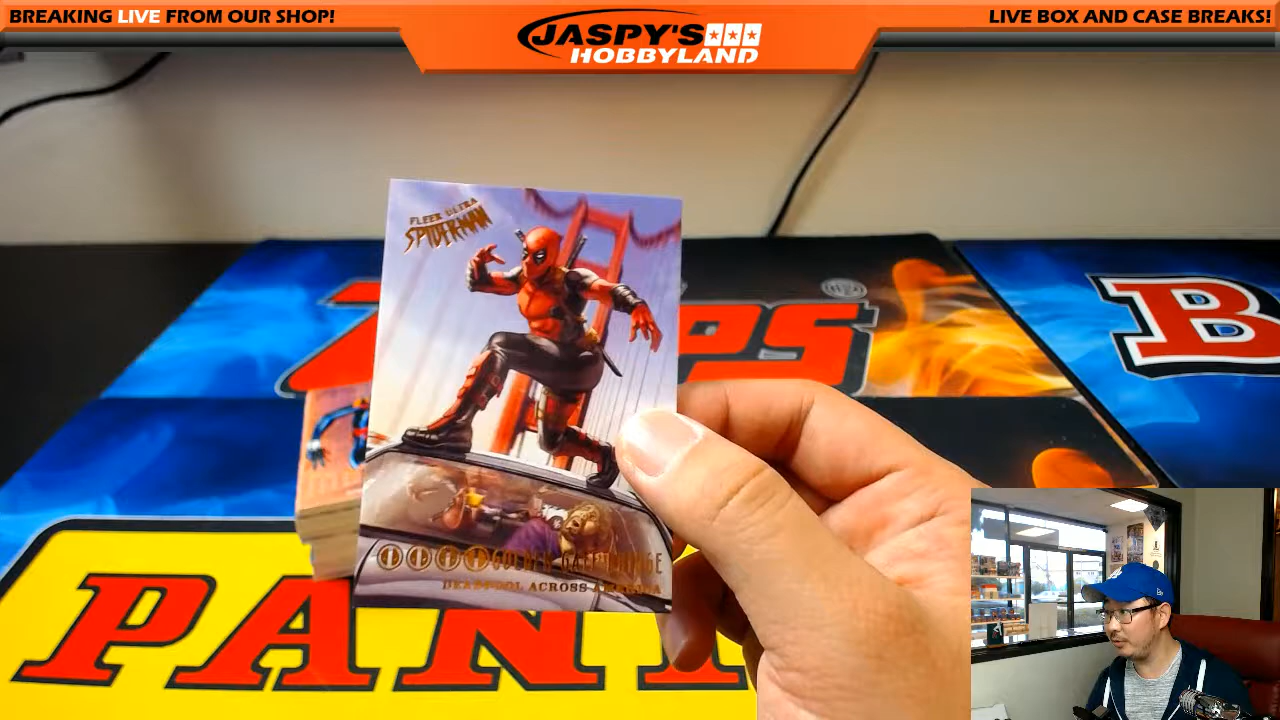 BREAKING LIVE FROM OUR SHOP!
JASPY'S
HOBBYLAND
LIVE BOX AND CASE BREAKS!
FLEER ULTRA
SPIDER-MAN
GOLDEN GATE BRIDGE
DEADPOOL ACROSS AMERICA
B
PANI